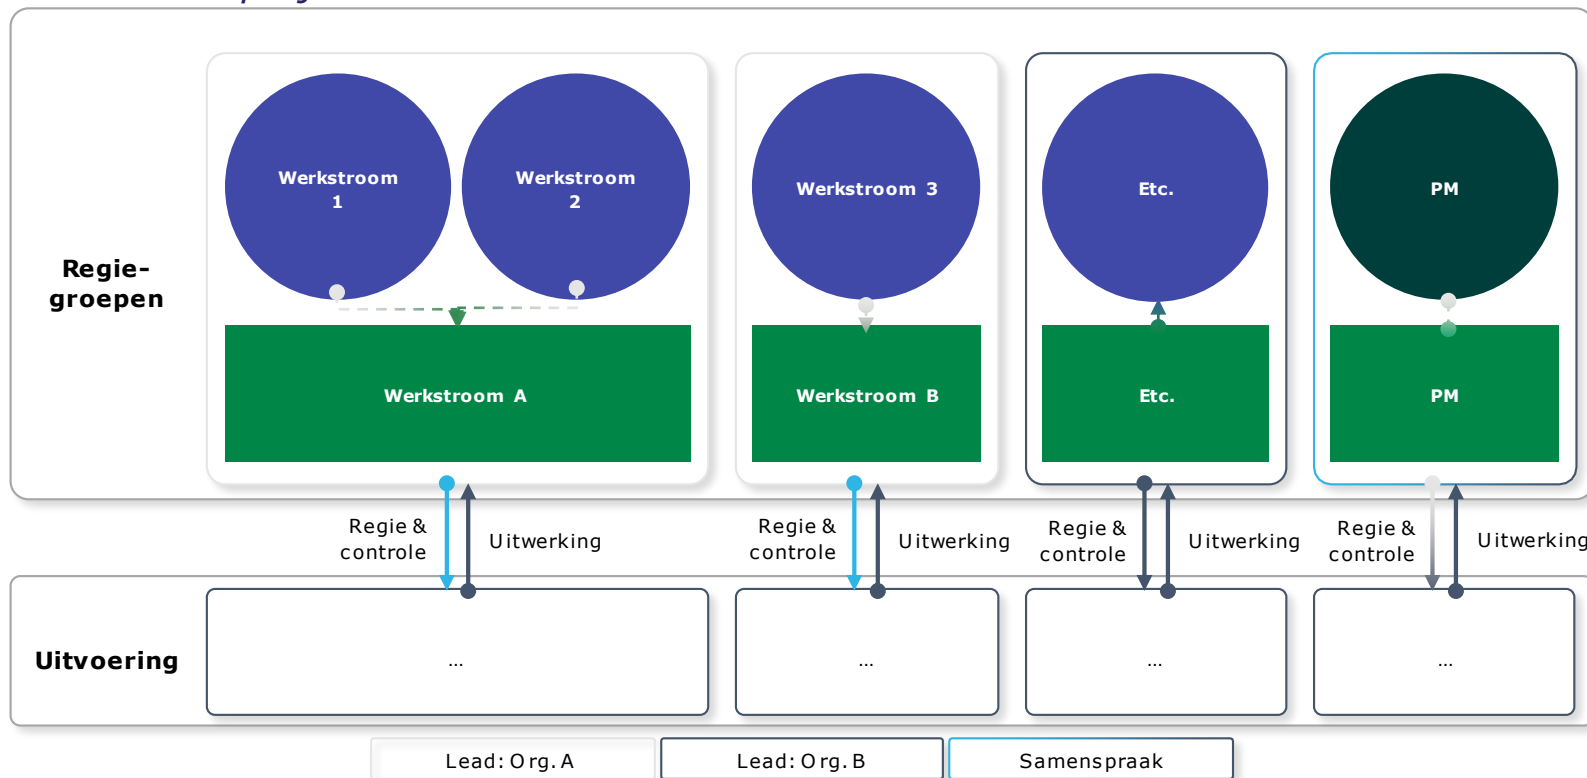 Werkstroom
1
Werkstroom
2
Werkstroom 3
Etc.
PM
Regie-
groepen
Werkstroom A
Werkstroom B
Etc.
PM
Regie &
controle
Uitwerking
Regie &
controle
Uitwerking
Regie &
controle
Uitwerking
Regie &
controle
Uitwerking
Uitvoering
...
...
...
...
Lead: Org. A
Lead: Org. B
Samenspraak